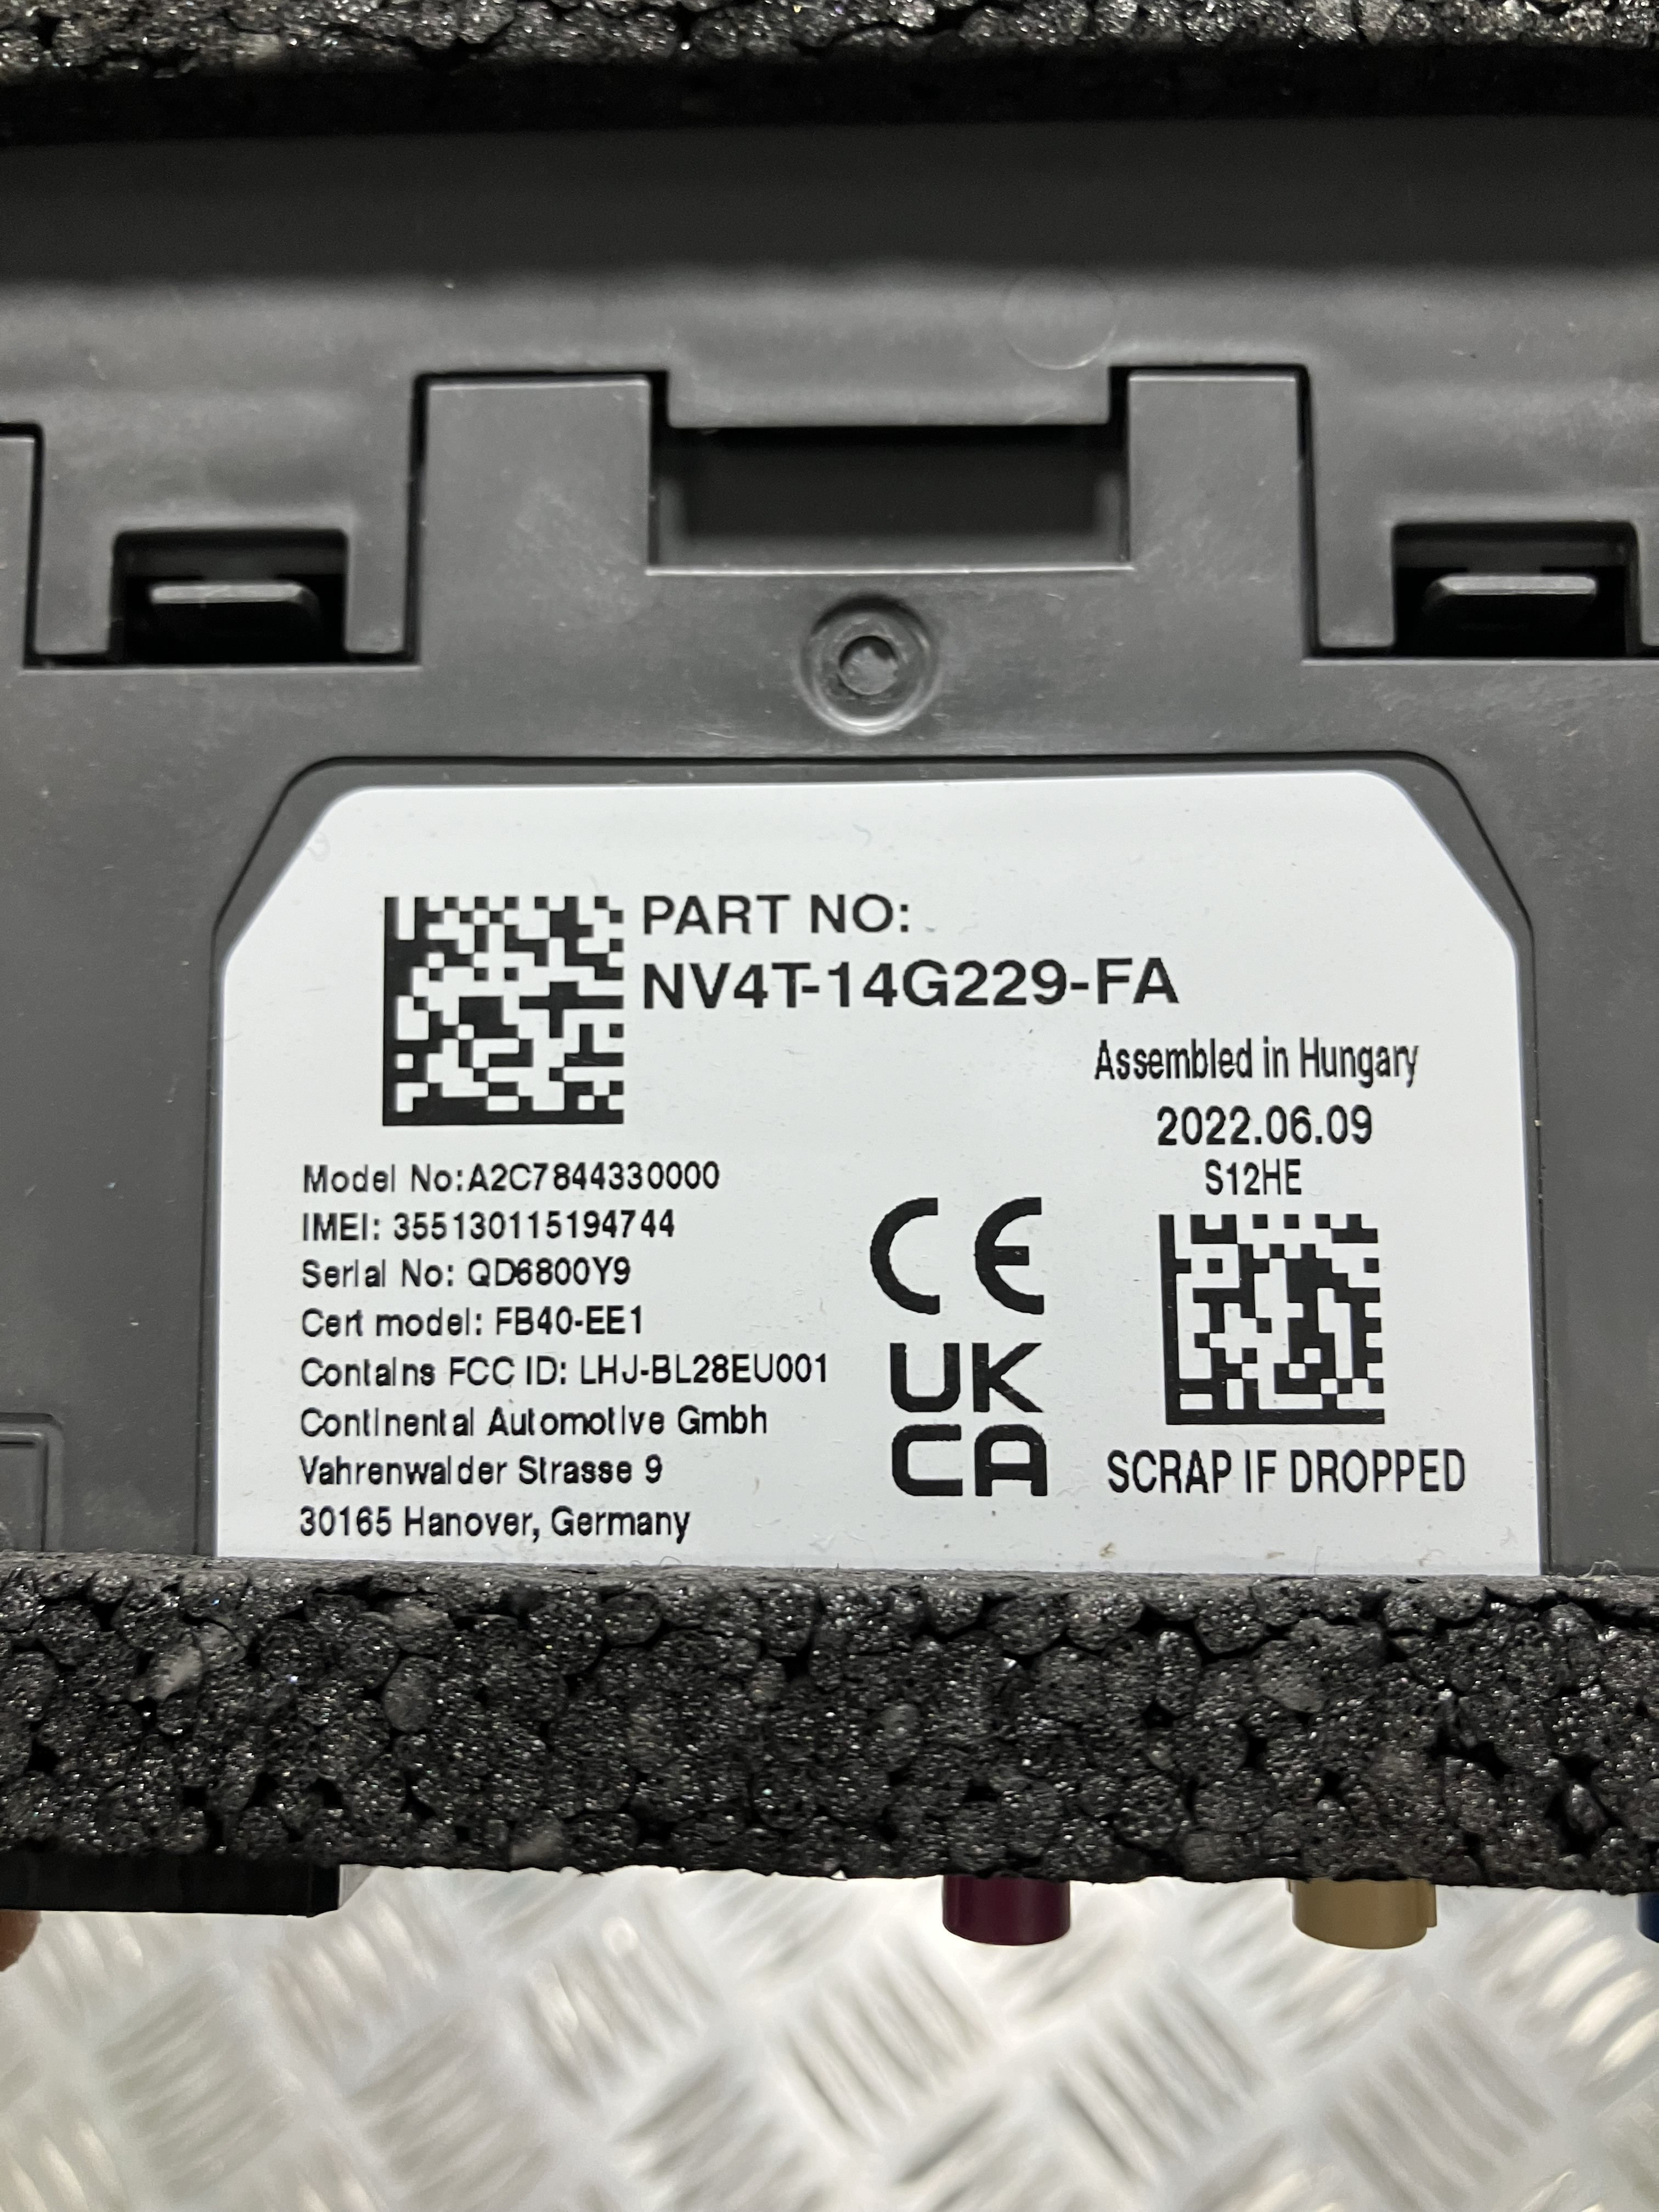 PART NO:
NV4T-14G229-FA
Assembled in Hungary
2022.06.09
S12HE
Model No:A2C7844330000
IMEI: 355130115194744
Serial No: QD6800Y9
Cert model: FB40-EE1
Contains FCC ID: LHJ-BL28EU001
Continental Automotive Gmbh
Vahrenwalder Strasse 9
30165 Hanover, Germany
CE
UK
CA
SCRAP IF DROPPED